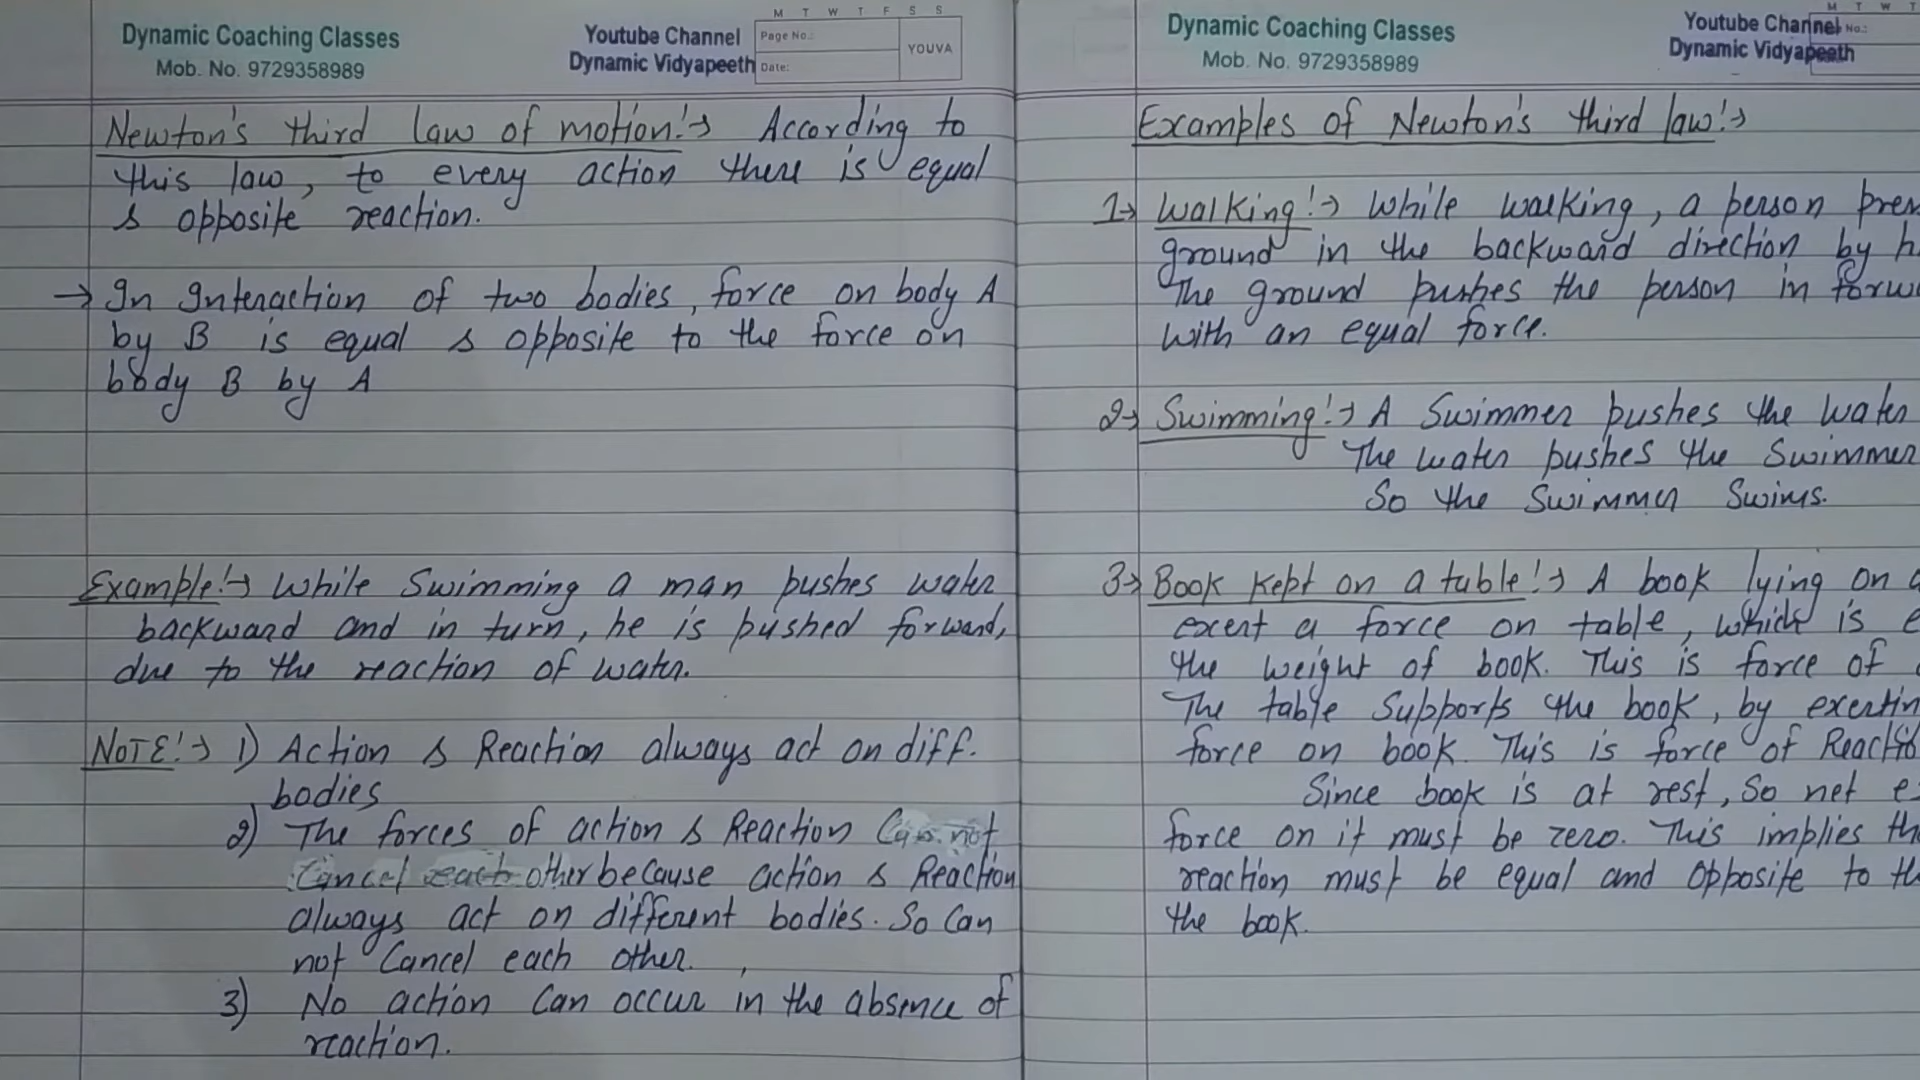 Dynamic Coaching Classes
Mob. No. 9729358989
Youtube Channel
Dynamic Vidyapeeth
M T W T F S S
Page No.:
Date:
YOUVA
Newton's third law of motion:→ According to
this law, to every action there is equal
& opposite reaction.
→ In Interaction of two bodies, force on body A
by B is equal & opposite to the force on
body B by A
Example:→ While Swimming a man pushes water
backward and in turn, he is pushed forward,
due to the reaction of water.
NOTE:→ 1) Action & Reaction always act on diff.
bodies
2) The forces of action & Reaction Can not
Cancel each other because action & Reaction
always act on different bodies. So Can
not Cancel each other.
3) No action Can occur in the absence of
reaction.
Dynamic Coaching Classes
Mob. No. 9729358989
Youtube Channel
Dynamic Vidyapeeth
M T W T
No.:
Examples of Newton's third law:→
1→ Walking:→ While walking, a person
ground in the backward direction by
The ground pushes the person in
with an equal force.
2→ Swimming:→ A Swimmer pushes the water
The water pushes the Swimmer
So the Swimmer Swims.
3→ Book Kept on a table:→ A book lying on
exert a force on table, which is
the weight of book. This is force of
The table Supports the book, by
force on book. This is force of
Since book is at rest, So net
force on it must be zero. This implies
reaction must be equal and Opposite to
the book.